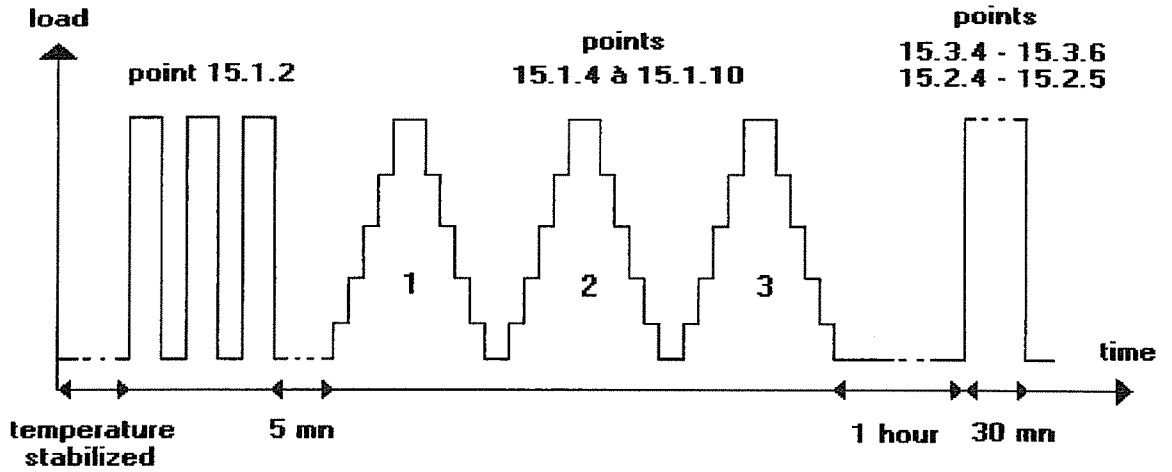 load
points
15.3.4 - 15.3.6
15.2.4 - 15.2.5
points
15.1.4 à 15.1.10
point 15.1.2
1
2
3
time
temperature
stabilized
5 mn
1 hour
30 mn